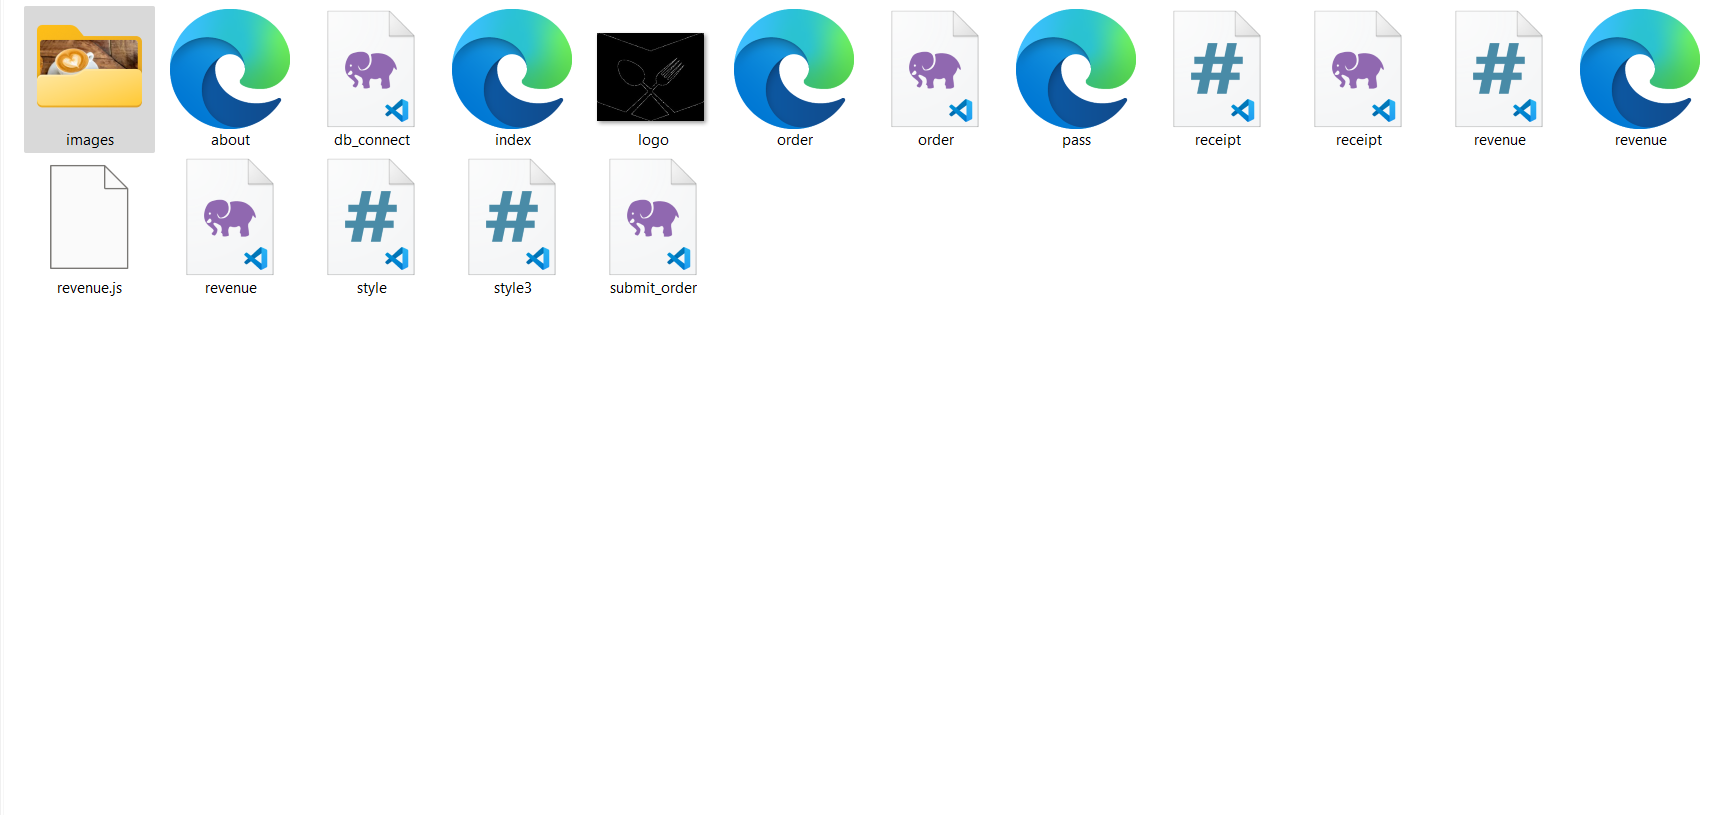 images
about
db_connect
index
logo
order
order
pass
receipt
receipt
revenue
revenue
revenue.js
revenue
style
style3
submit_order